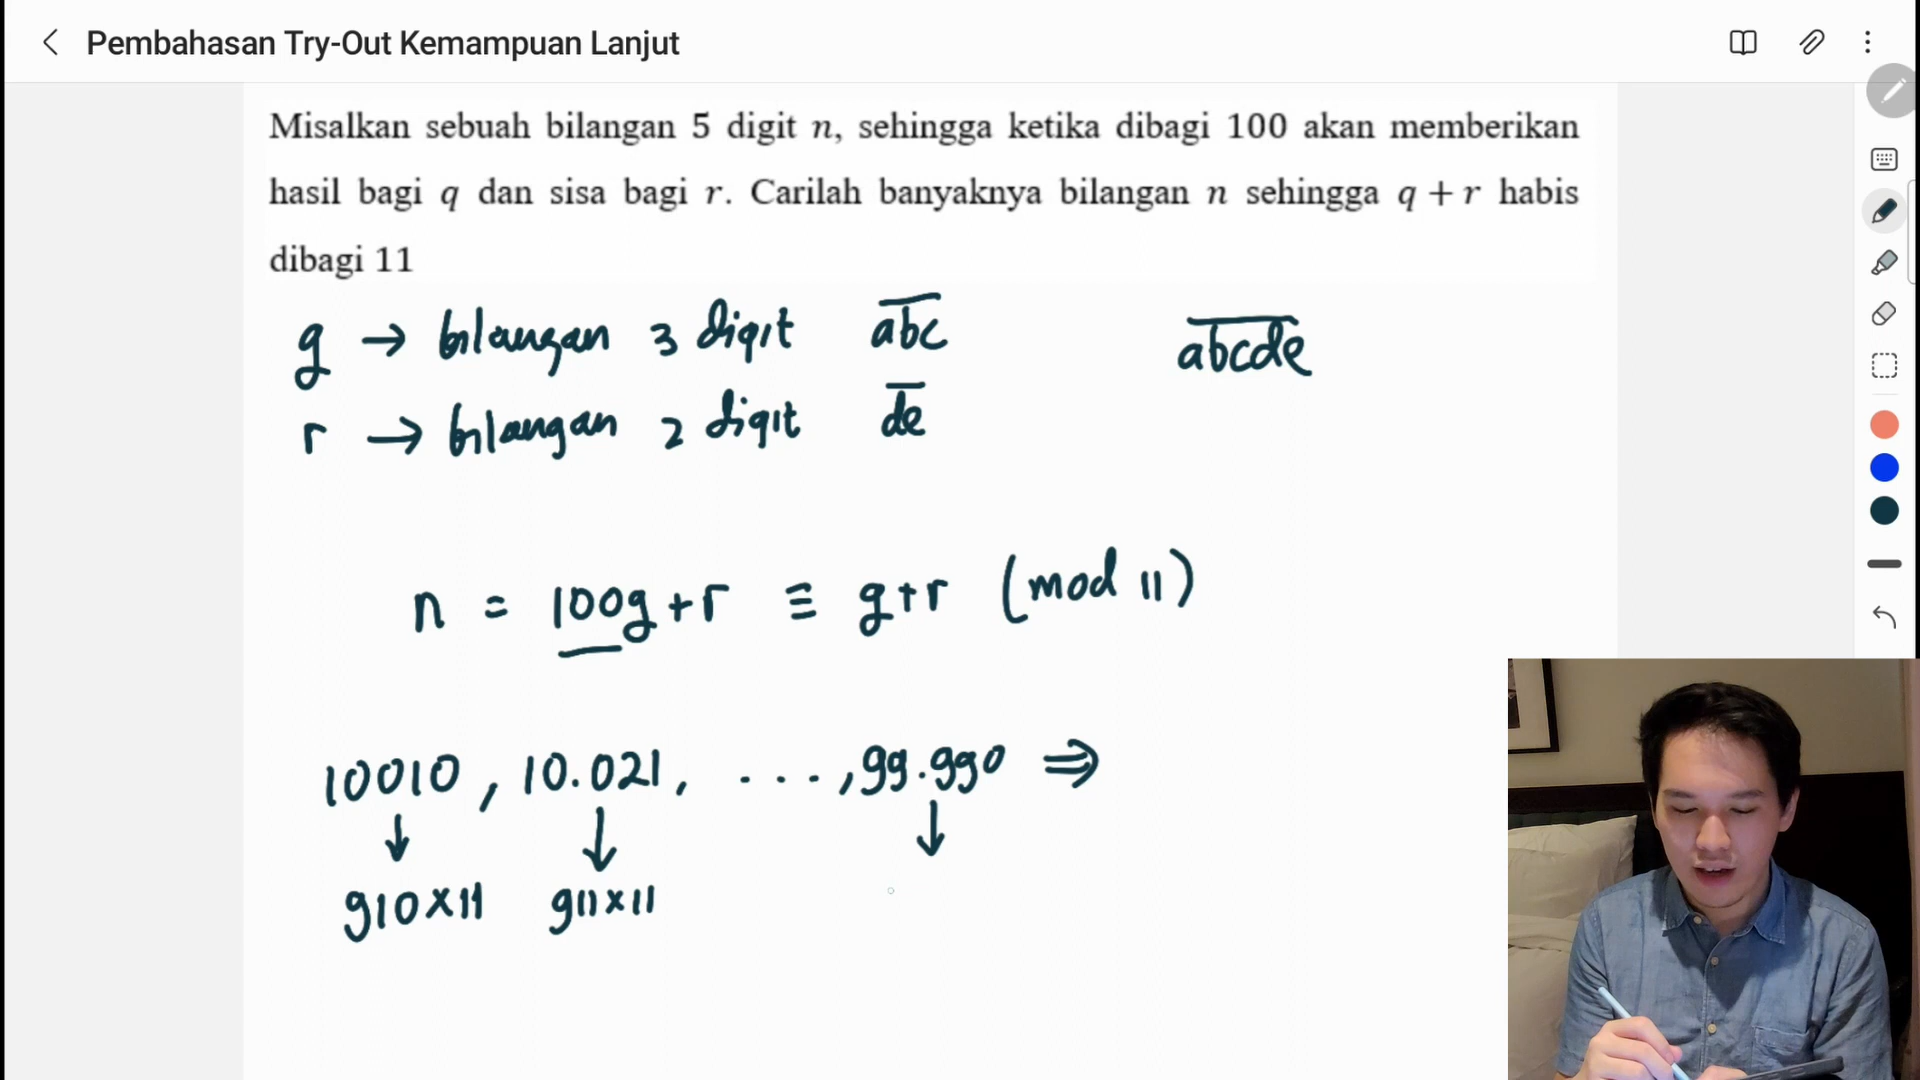 Pembahasan Try-Out Kemampuan Lanjut
Misalkan sebuah bilangan 5 digit n, sehingga ketika dibagi 100 akan memberikan
hasil bagi q dan sisa bagi r. Carilah banyaknya bilangan n sehingga q + r habis
dibagi 11
q → bilangan 3 digit abc
abcde
r → bilangan 2 digit de
n = 100q + r ≡ q + r (mod 11)
10010, 10.021, ..., 99.990 ⇒
↓ ↓ ↓
910×11 911×11